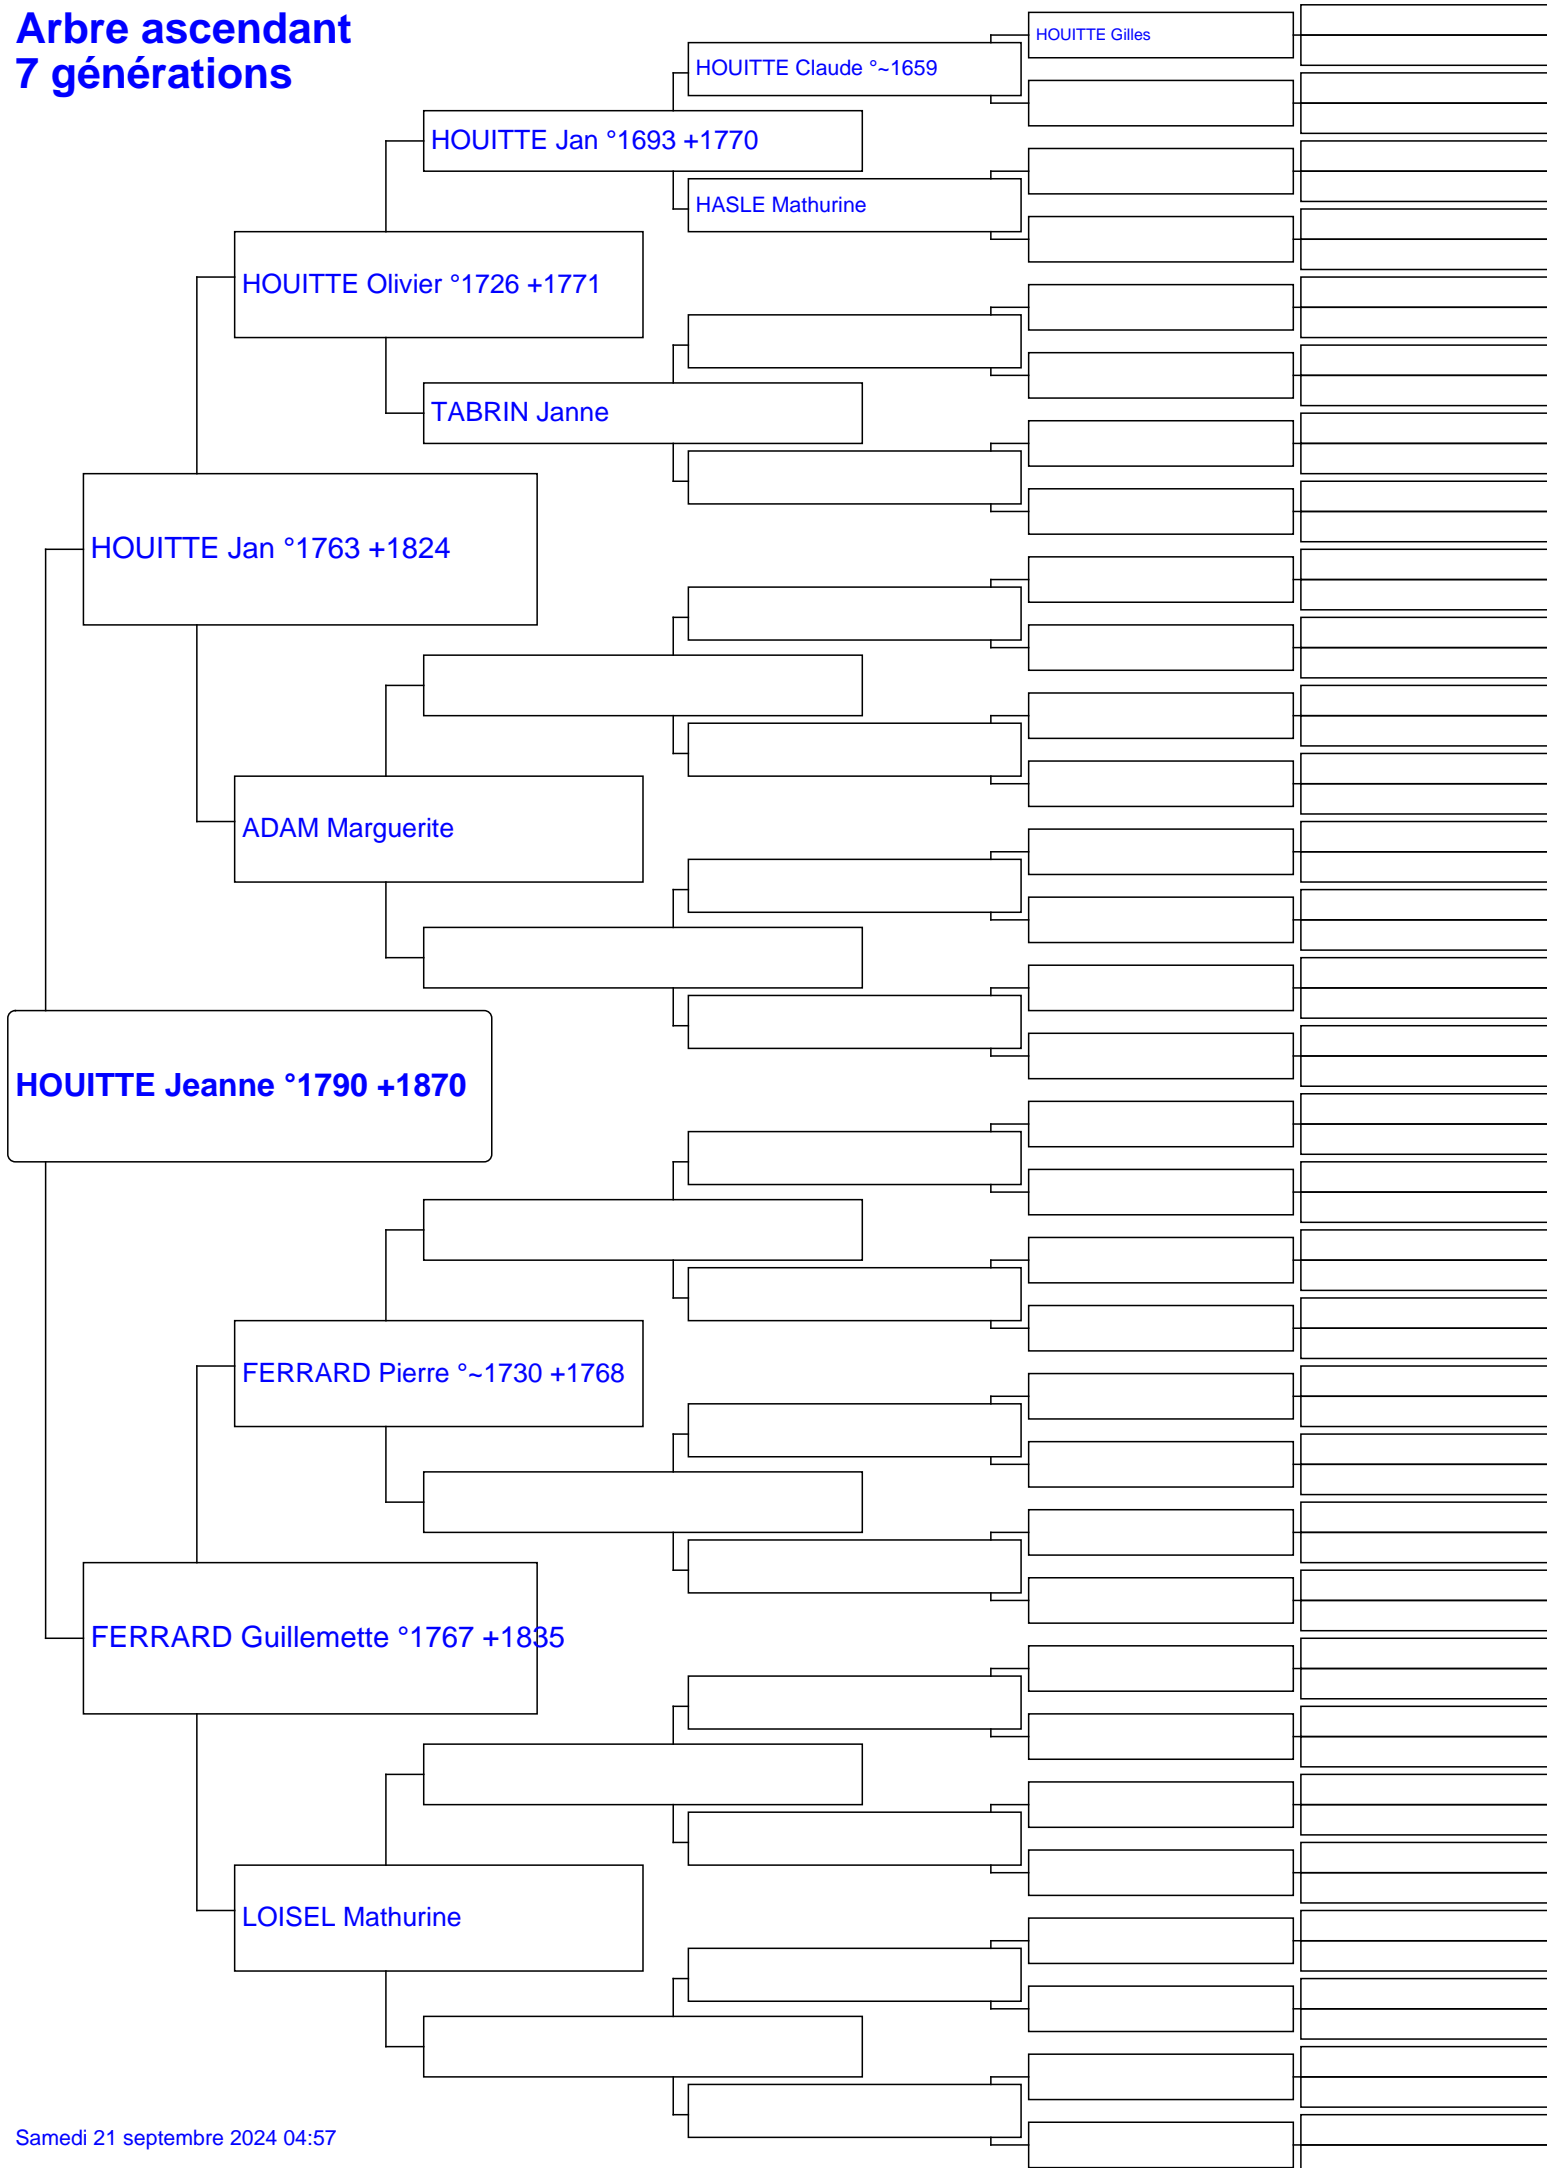 Arbre ascendant
7 générations
HOUITTE Gilles
HOUITTE Claude °~1659
HOUITTE Jan °1693 +1770
HASLE Mathurine
HOUITTE Olivier °1726 +1771
TABRIN Janne
HOUITTE Jan °1763 +1824
ADAM Marguerite
HOUITTE Jeanne °1790 +1870
FERRARD Pierre °~1730 +1768
FERRARD Guillemette °1767 +1835
LOISEL Mathurine
Samedi 21 septembre 2024 04:57